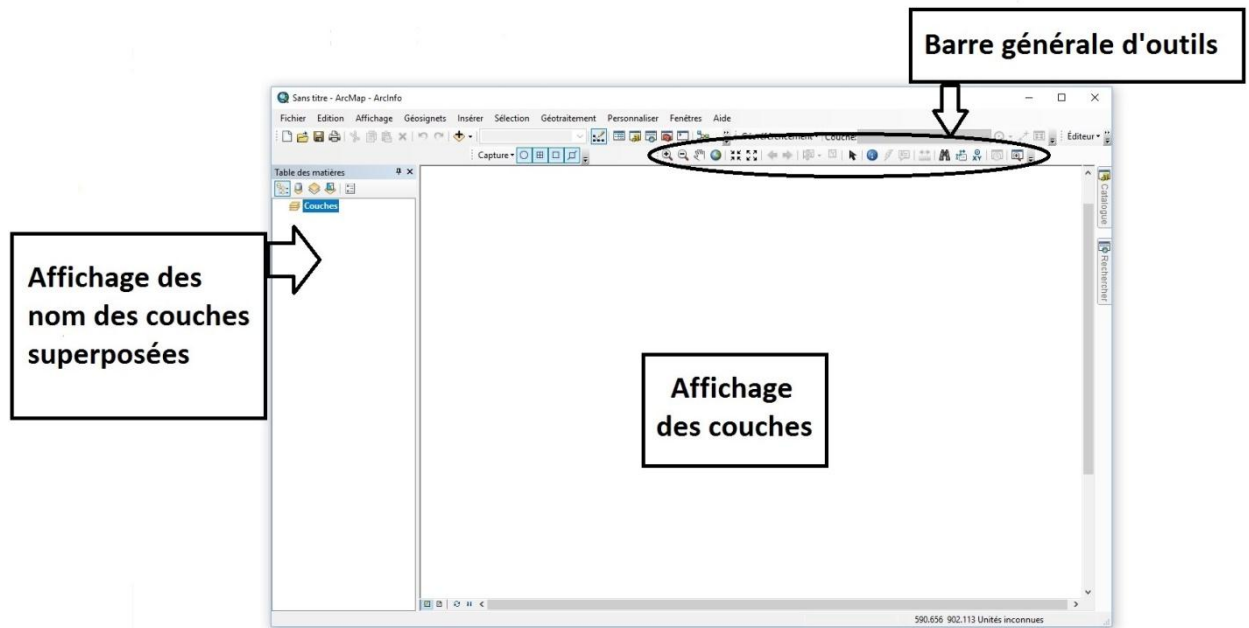 Barre générale d'outils
Sans titre - ArcMap - ArcInfo
Fichier Edition Affichage Géosignets Insérer Sélection Géotraitement Personnaliser Fenêtres Aide
Couche
Éditeur
Capture
Table des matières
Couches
Catalogue
Rechercher
Affichage des
nom des couches
superposées
Affichage
des couches
590.656 902.113 Unités inconnues